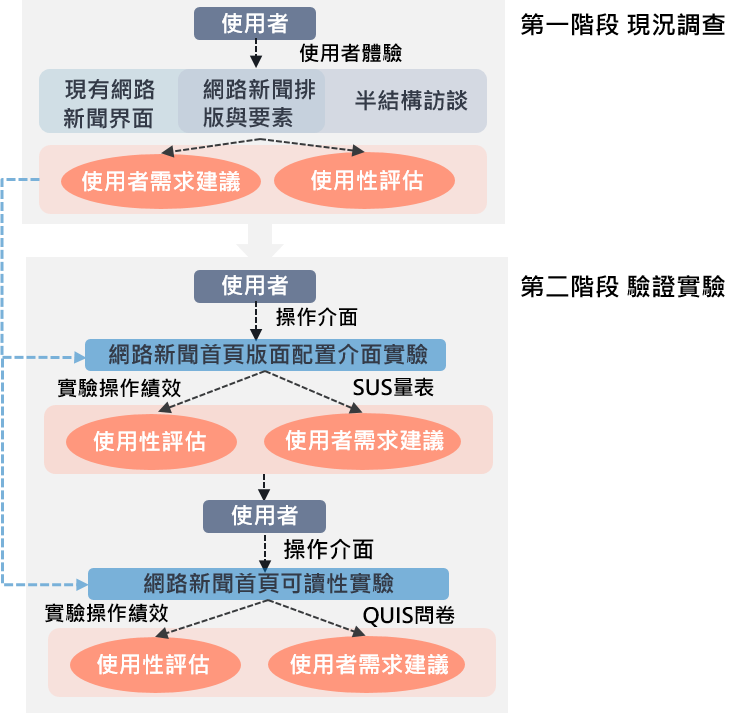 使用者
第一階段 現況調查
使用者體驗
現有網路
新聞界面
網路新聞排
版與要素
半結構訪談
使用者需求建議
使用性評估
使用者
第二階段 驗證實驗
操作介面
網路新聞首頁版面配置介面實驗
實驗操作績效
SUS量表
使用性評估
使用者需求建議
使用者
操作介面
網路新聞首頁可讀性實驗
實驗操作績效
QUIS問卷
使用性評估
使用者需求建議